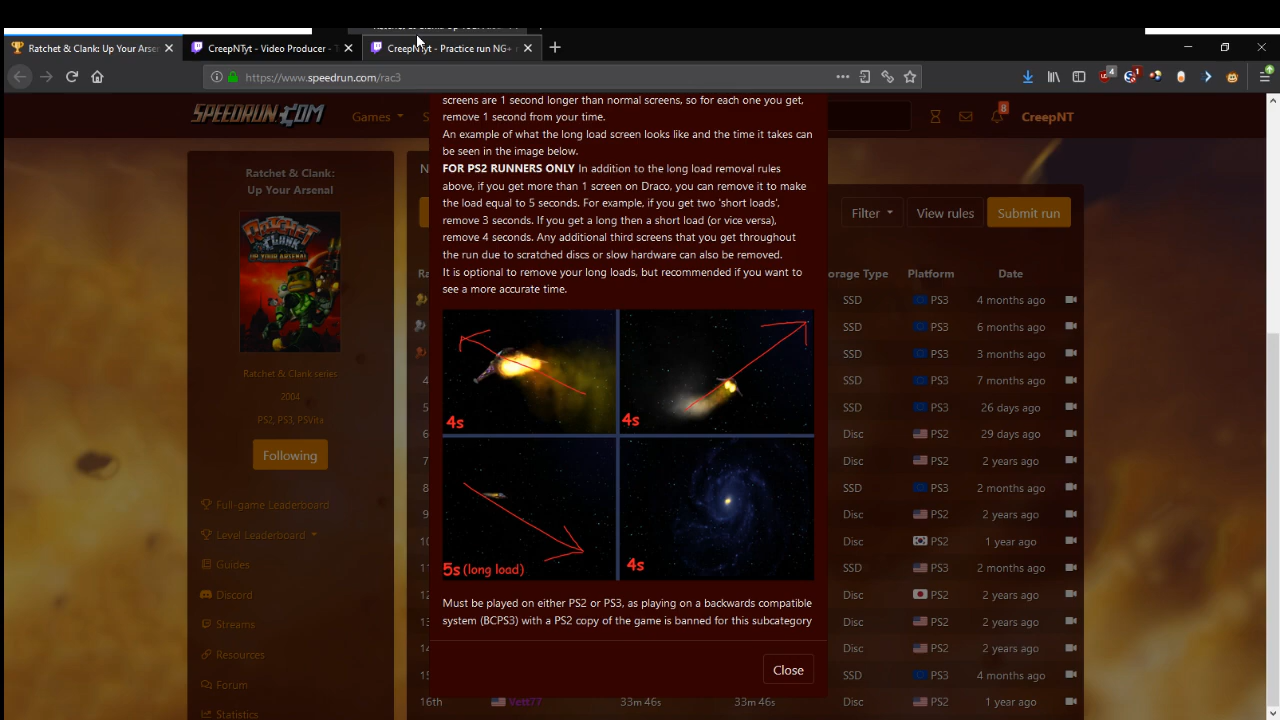 Ratchet & Clank: Up Your Arser
CreepNTyt - Video Producer -
CreepNTyt - Practice run NG+
https://www.speedrun.com/rac3
4
1
SPEEDRUN.COM
Games
8
CreepNT
Ratchet & Clank:
Up Your Arsenal
Ratchet & Clank series
2004
PS2, PS3, PSVita
Following
Full-game Leaderboard
Level Leaderboard
Guides
Discord
Streams
Resources
Forum
Statistics
screens are 1 second longer than normal screens, so for each one you get,
remove 1 second from your time.
An example of what the long load screen looks like and the time it takes can
be seen in the image below.
FOR PS2 RUNNERS ONLY In addition to the long load removal rules
above, if you get more than 1 screen on Draco, you can remove it to make
the load equal to 5 seconds. For example, if you get two 'short loads',
remove 3 seconds. If you get a long then a short load (or vice versa),
remove 4 seconds. Any additional third screens that you get throughout
the run due to scratched discs or slow hardware can also be removed.
It is optional to remove your long loads, but recommended if you want to
see a more accurate time.
4s
4s
5s (long load)
4s
Must be played on either PS2 or PS3, as playing on a backwards compatible
system (BCPS3) with a PS2 copy of the game is banned for this subcategory
Close
Filter
View rules
Submit run
orage Type Platform Date
SSD PS3 4 months ago
SSD PS3 6 months ago
SSD PS3 3 months ago
SSD PS3 7 months ago
SSD PS3 26 days ago
Disc PS2 29 days ago
Disc PS2 2 years ago
SSD PS3 2 months ago
Disc PS2 2 years ago
Disc PS2 1 year ago
SSD PS3 2 months ago
Disc PS2 2 years ago
Disc PS2 2 years ago
Disc PS2 2 years ago
SSD PS3 4 months ago
16th Vett77 33m 46s 33m 46s Disc PS2 1 year ago